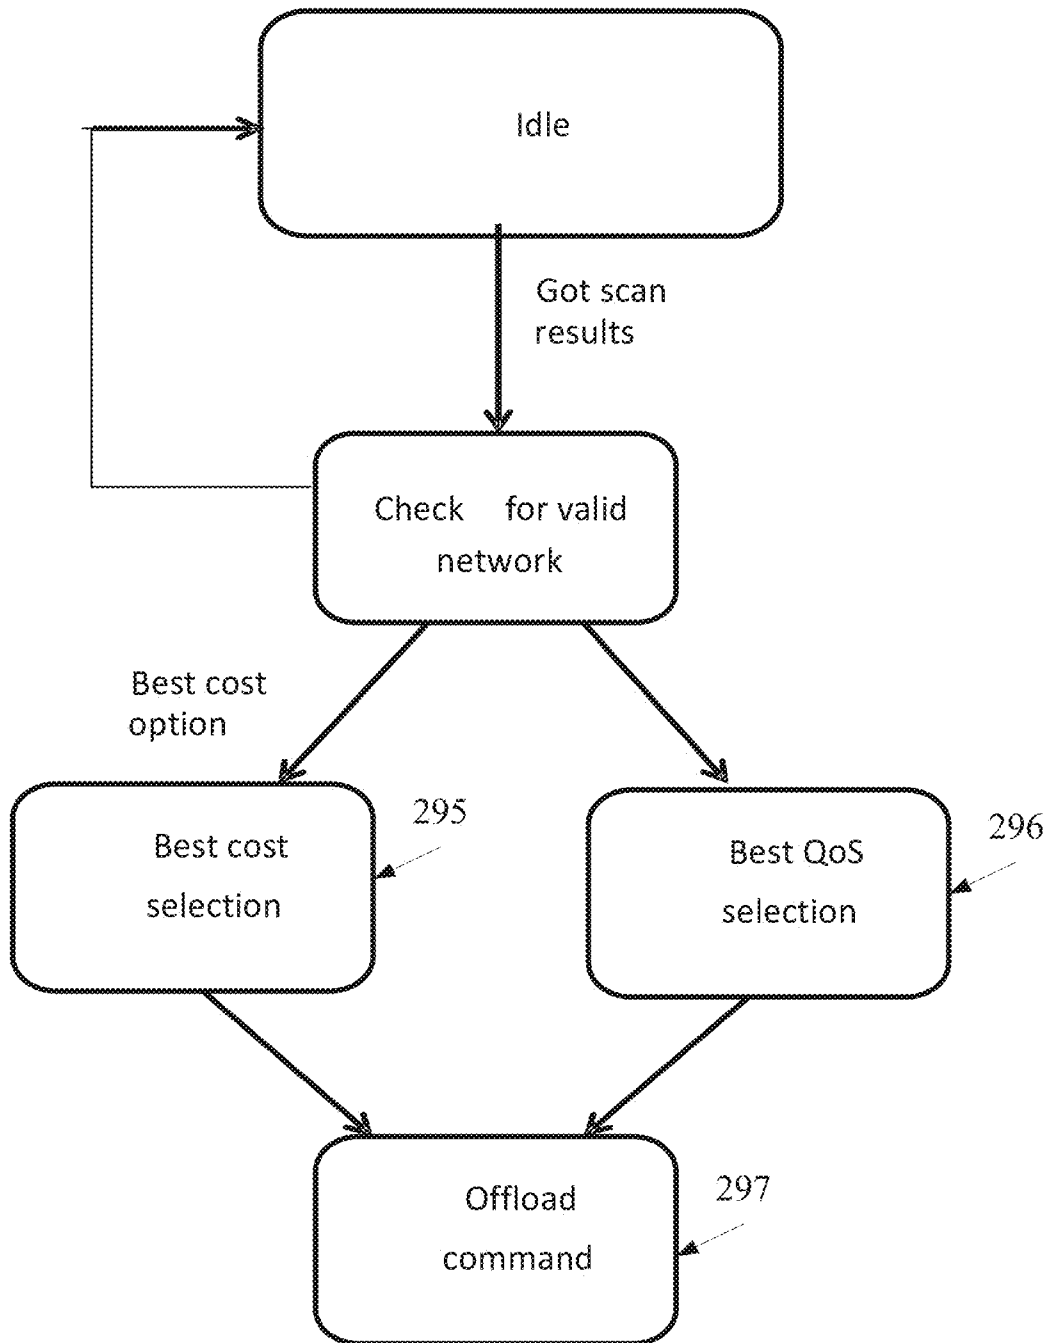 Idle
Got scan
results
Check for valid
network
Best cost
option
295
Best cost
selection
296
Best QoS
selection
297
Offload
command